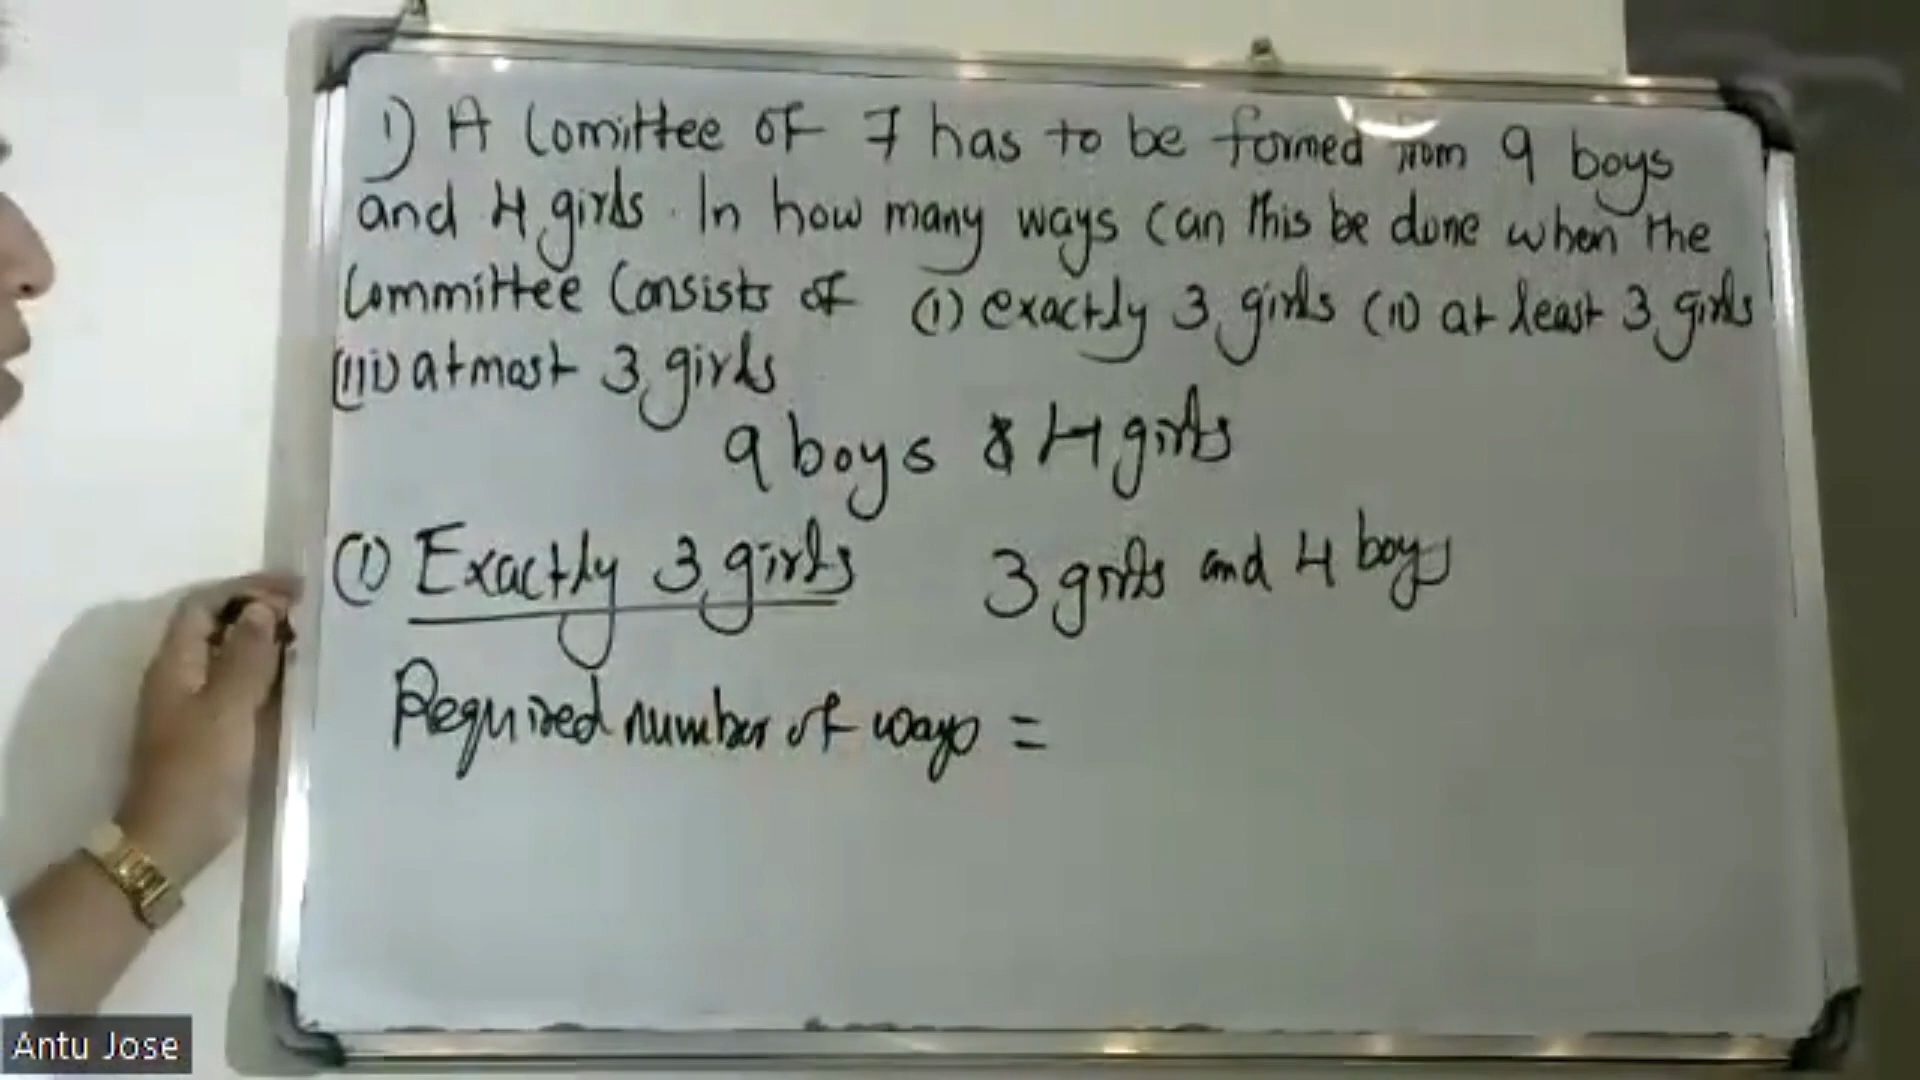 1) A Comittee of 7 has to be formed from 9 boys
and 4 girls. In how many ways can this be done when the
Committee Consists of (i) exactly 3 girls (ii) at least 3 girls
(iii) atmost 3 girls
9 boys & 4 girls
(i) Exactly 3 girls 3 girls and 4 boys
Required number of ways =
Antu Jose